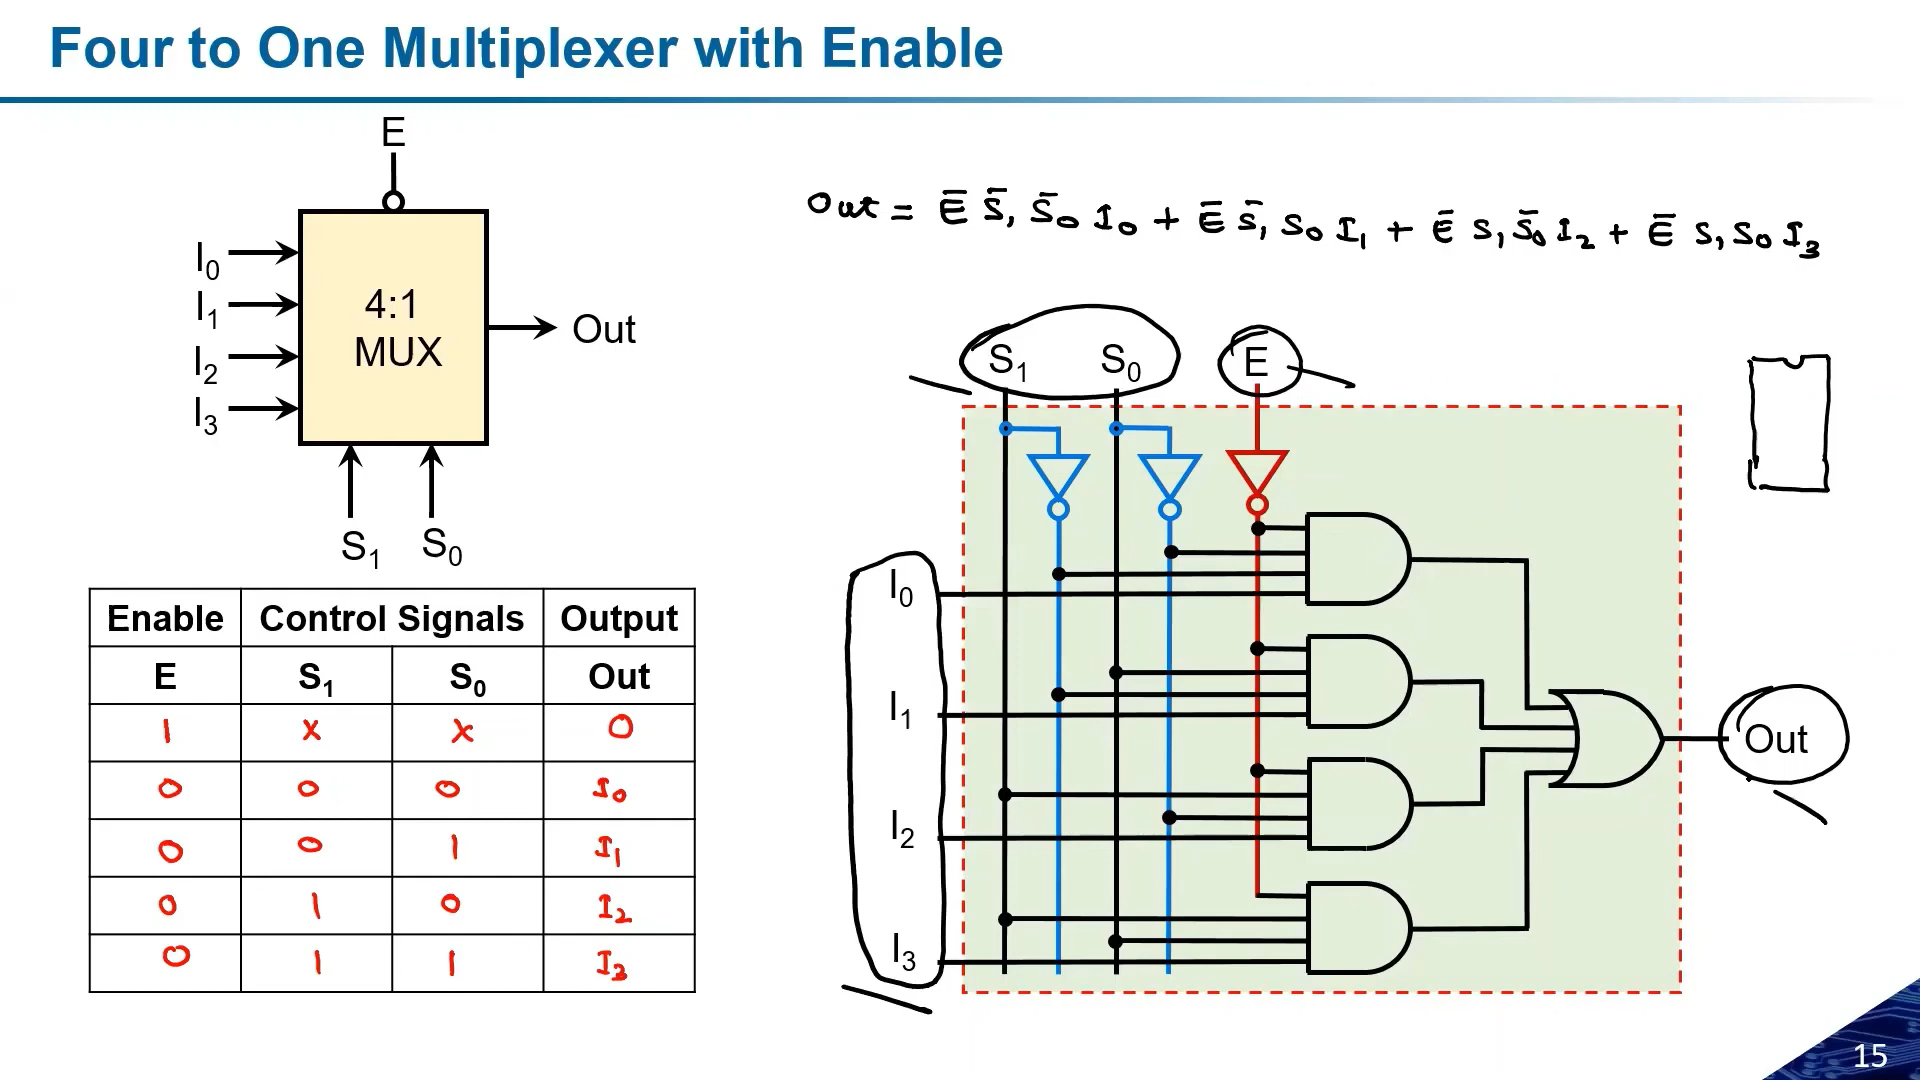 Four to One Multiplexer with Enable
E
Out = E̅ S̅₁ S̅₀ I₀ + E̅ S̅₁ S₀ I₁ + E̅ S₁ S̅₀ I₂ + E̅ S₁ S₀ I₃
I₀
I₁
I₂
I₃
4:1
MUX
Out
S₁ S₀
Enable Control Signals Output
E S₁ S₀ Out
1 x x 0
0 0 0 I₀
0 0 1 I₁
0 1 0 I₂
0 1 1 I₃
S₁ S₀ E
I₀
I₁
I₂
I₃
Out
15